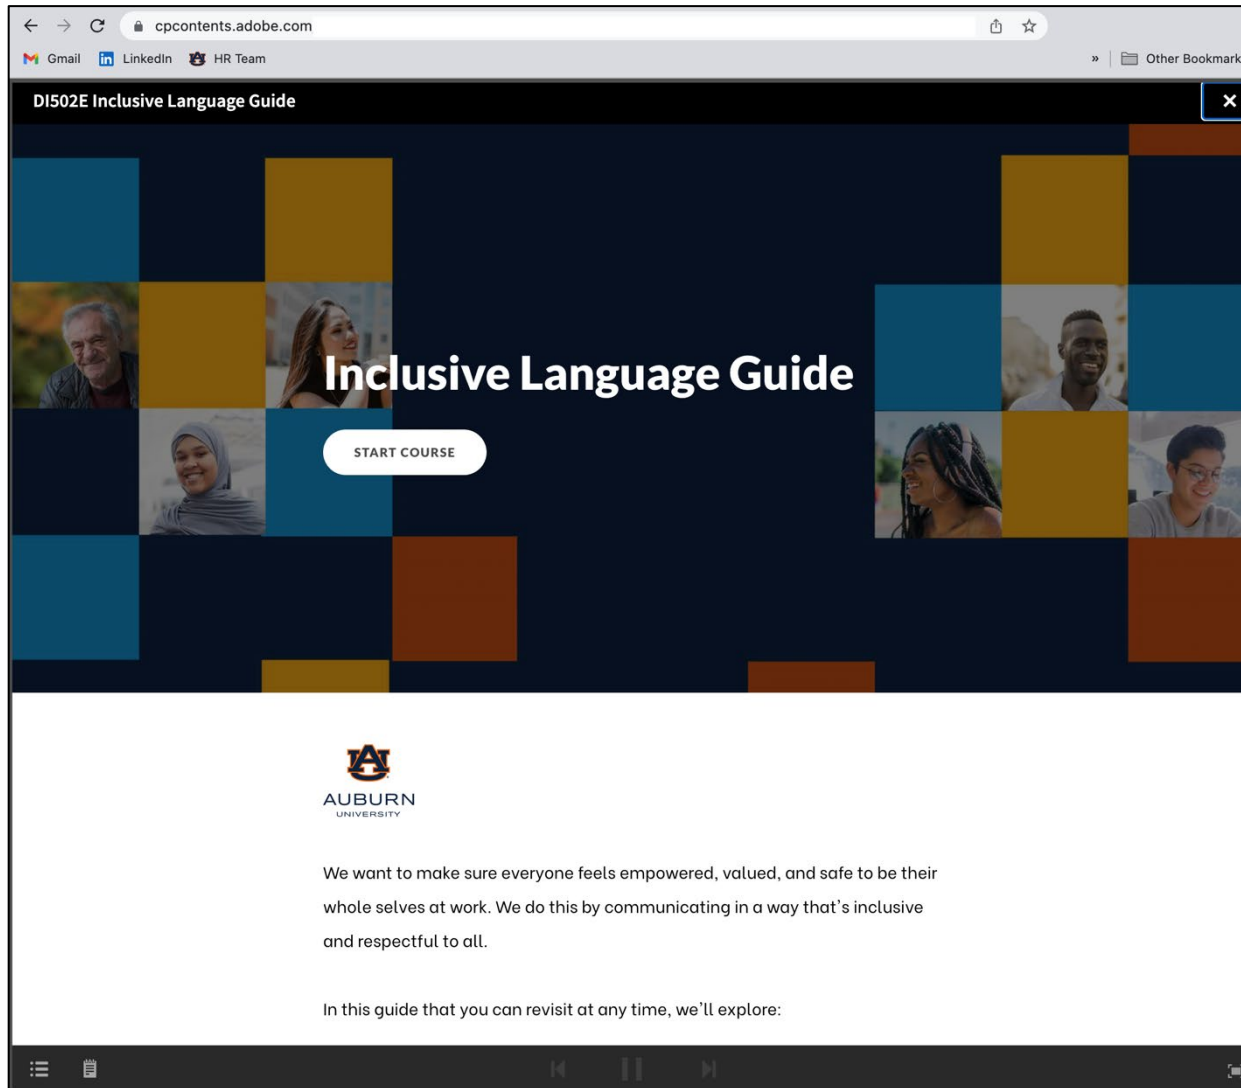 cpcontents.adobe.com
Gmail LinkedIn HR Team » Other Bookmark
DI502E Inclusive Language Guide
Inclusive Language Guide
START COURSE
AUBURN
UNIVERSITY
We want to make sure everyone feels empowered, valued, and safe to be their
whole selves at work. We do this by communicating in a way that's inclusive
and respectful to all.
In this guide that you can revisit at any time, we'll explore: